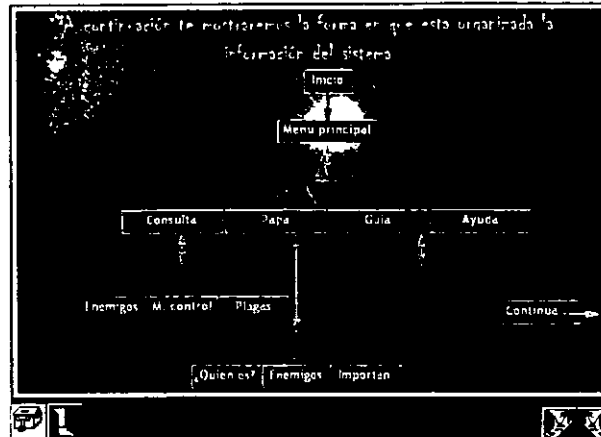 A continuación te mostraremos la forma en que esta organizada la
información del sistema
Inicio
Menu principal
Consulta Papa Guia Ayuda
Enemigos M. control Plagas
Continua
¿Quien es? Enemigos Importan